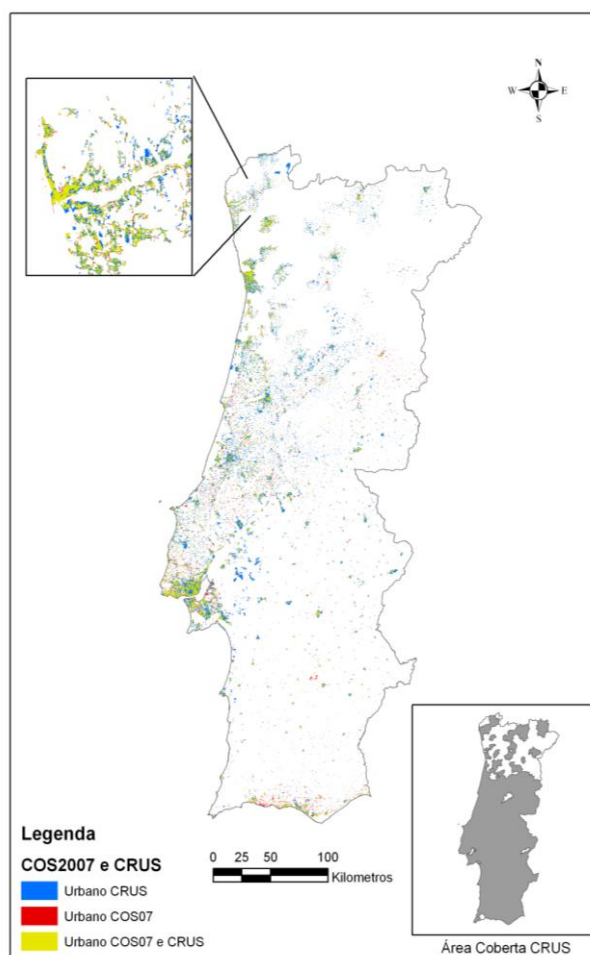 N
W E
S
Legenda
COS2007 e CRUS
Urbano CRUS
Urbano COS07
Urbano COS07 e CRUS
0 25 50 100
Kilometros
Área Coberta CRUS